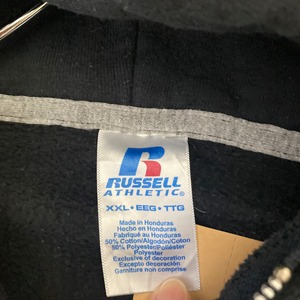 R
RUSSELL
ATHLETIC®
XXL • EEG • TTG
Made in Honduras
Hecho en Honduras
Fabriqué au Honduras
50% Cotton/Algodón/Coton
50% Polyester/Poliéster
Polyester
Exclusive of decoration
Excepto decoración
Garniture non comprise